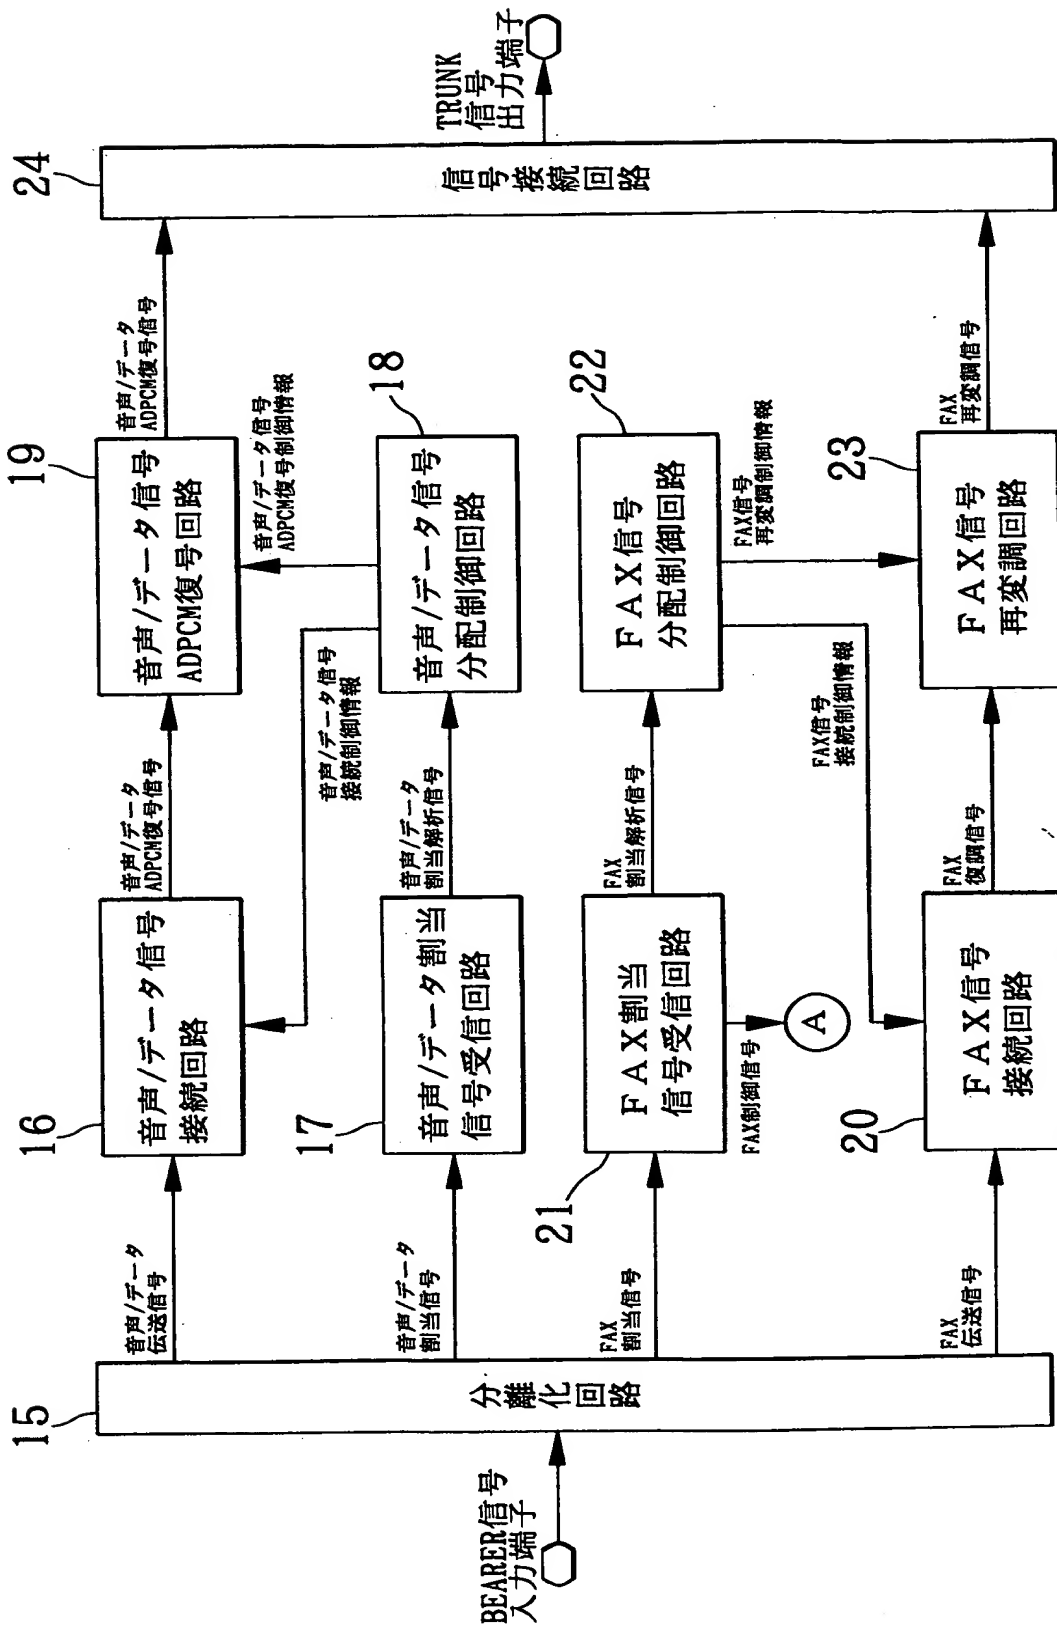 BEARER信号
入力端子
15
分離化回路
音声/データ
伝送信号
音声/データ
割当信号
FAX
割当信号
FAX
伝送信号
16
音声/データ信号
接続回路
17
音声/データ割当
信号受信回路
21
FAX割当
信号受信回路
FAX制御信号
A
20
FAX信号
接続回路
音声/データ
ADPCM復号信号
音声/データ信号
接続制御情報
音声/データ
割当解析信号
FAX
割当解析信号
FAX信号
接続制御情報
FAX
復調信号
19
音声/データ信号
ADPCM復号回路
音声/データ信号
ADPCM復号制御情報
18
音声/データ信号
分配制御回路
22
FAX信号
分配制御回路
FAX信号
再変調制御情報
23
FAX信号
再変調回路
音声/データ
ADPCM復号信号
FAX
再変調信号
24
信号接続回路
TRUNK
信号
出力端子